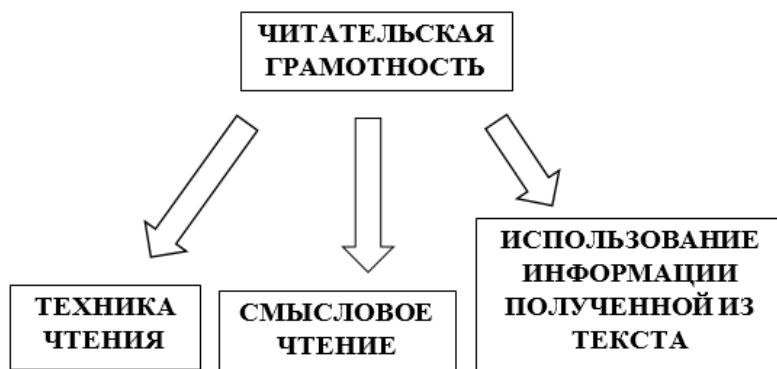 ЧИТАТЕЛЬСКАЯ
ГРАМОТНОСТЬ
ТЕХНИКА
ЧТЕНИЯ
СМЫСЛОВОЕ
ЧТЕНИЕ
ИСПОЛЬЗОВАНИЕ
ИНФОРМАЦИИ
ПОЛУЧЕННОЙ ИЗ
ТЕКСТА